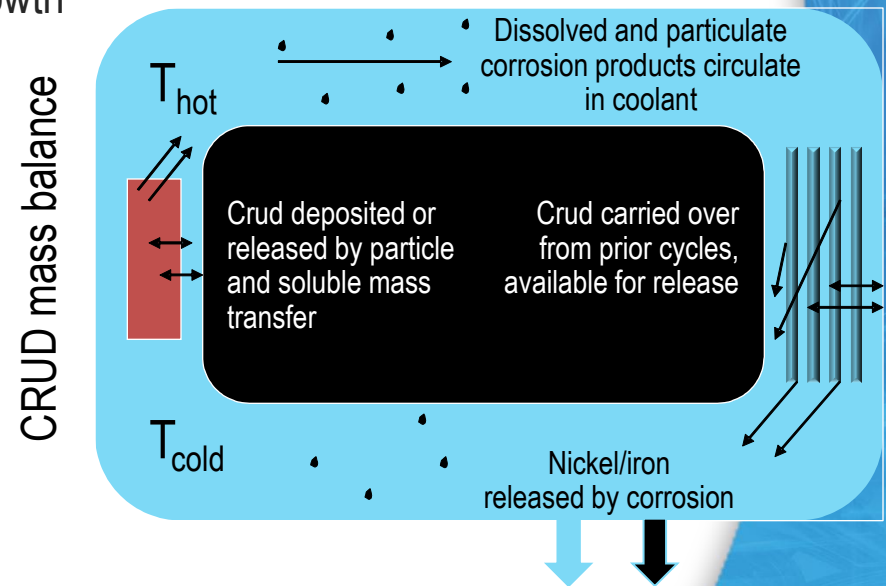 owth
CRUD mass balance
T hot
Dissolved and particulate
corrosion products circulate
in coolant
Crud deposited or
released by particle
and soluble mass
transfer
Crud carried over
from prior cycles,
available for release
T cold
Nickel/iron
released by corrosion